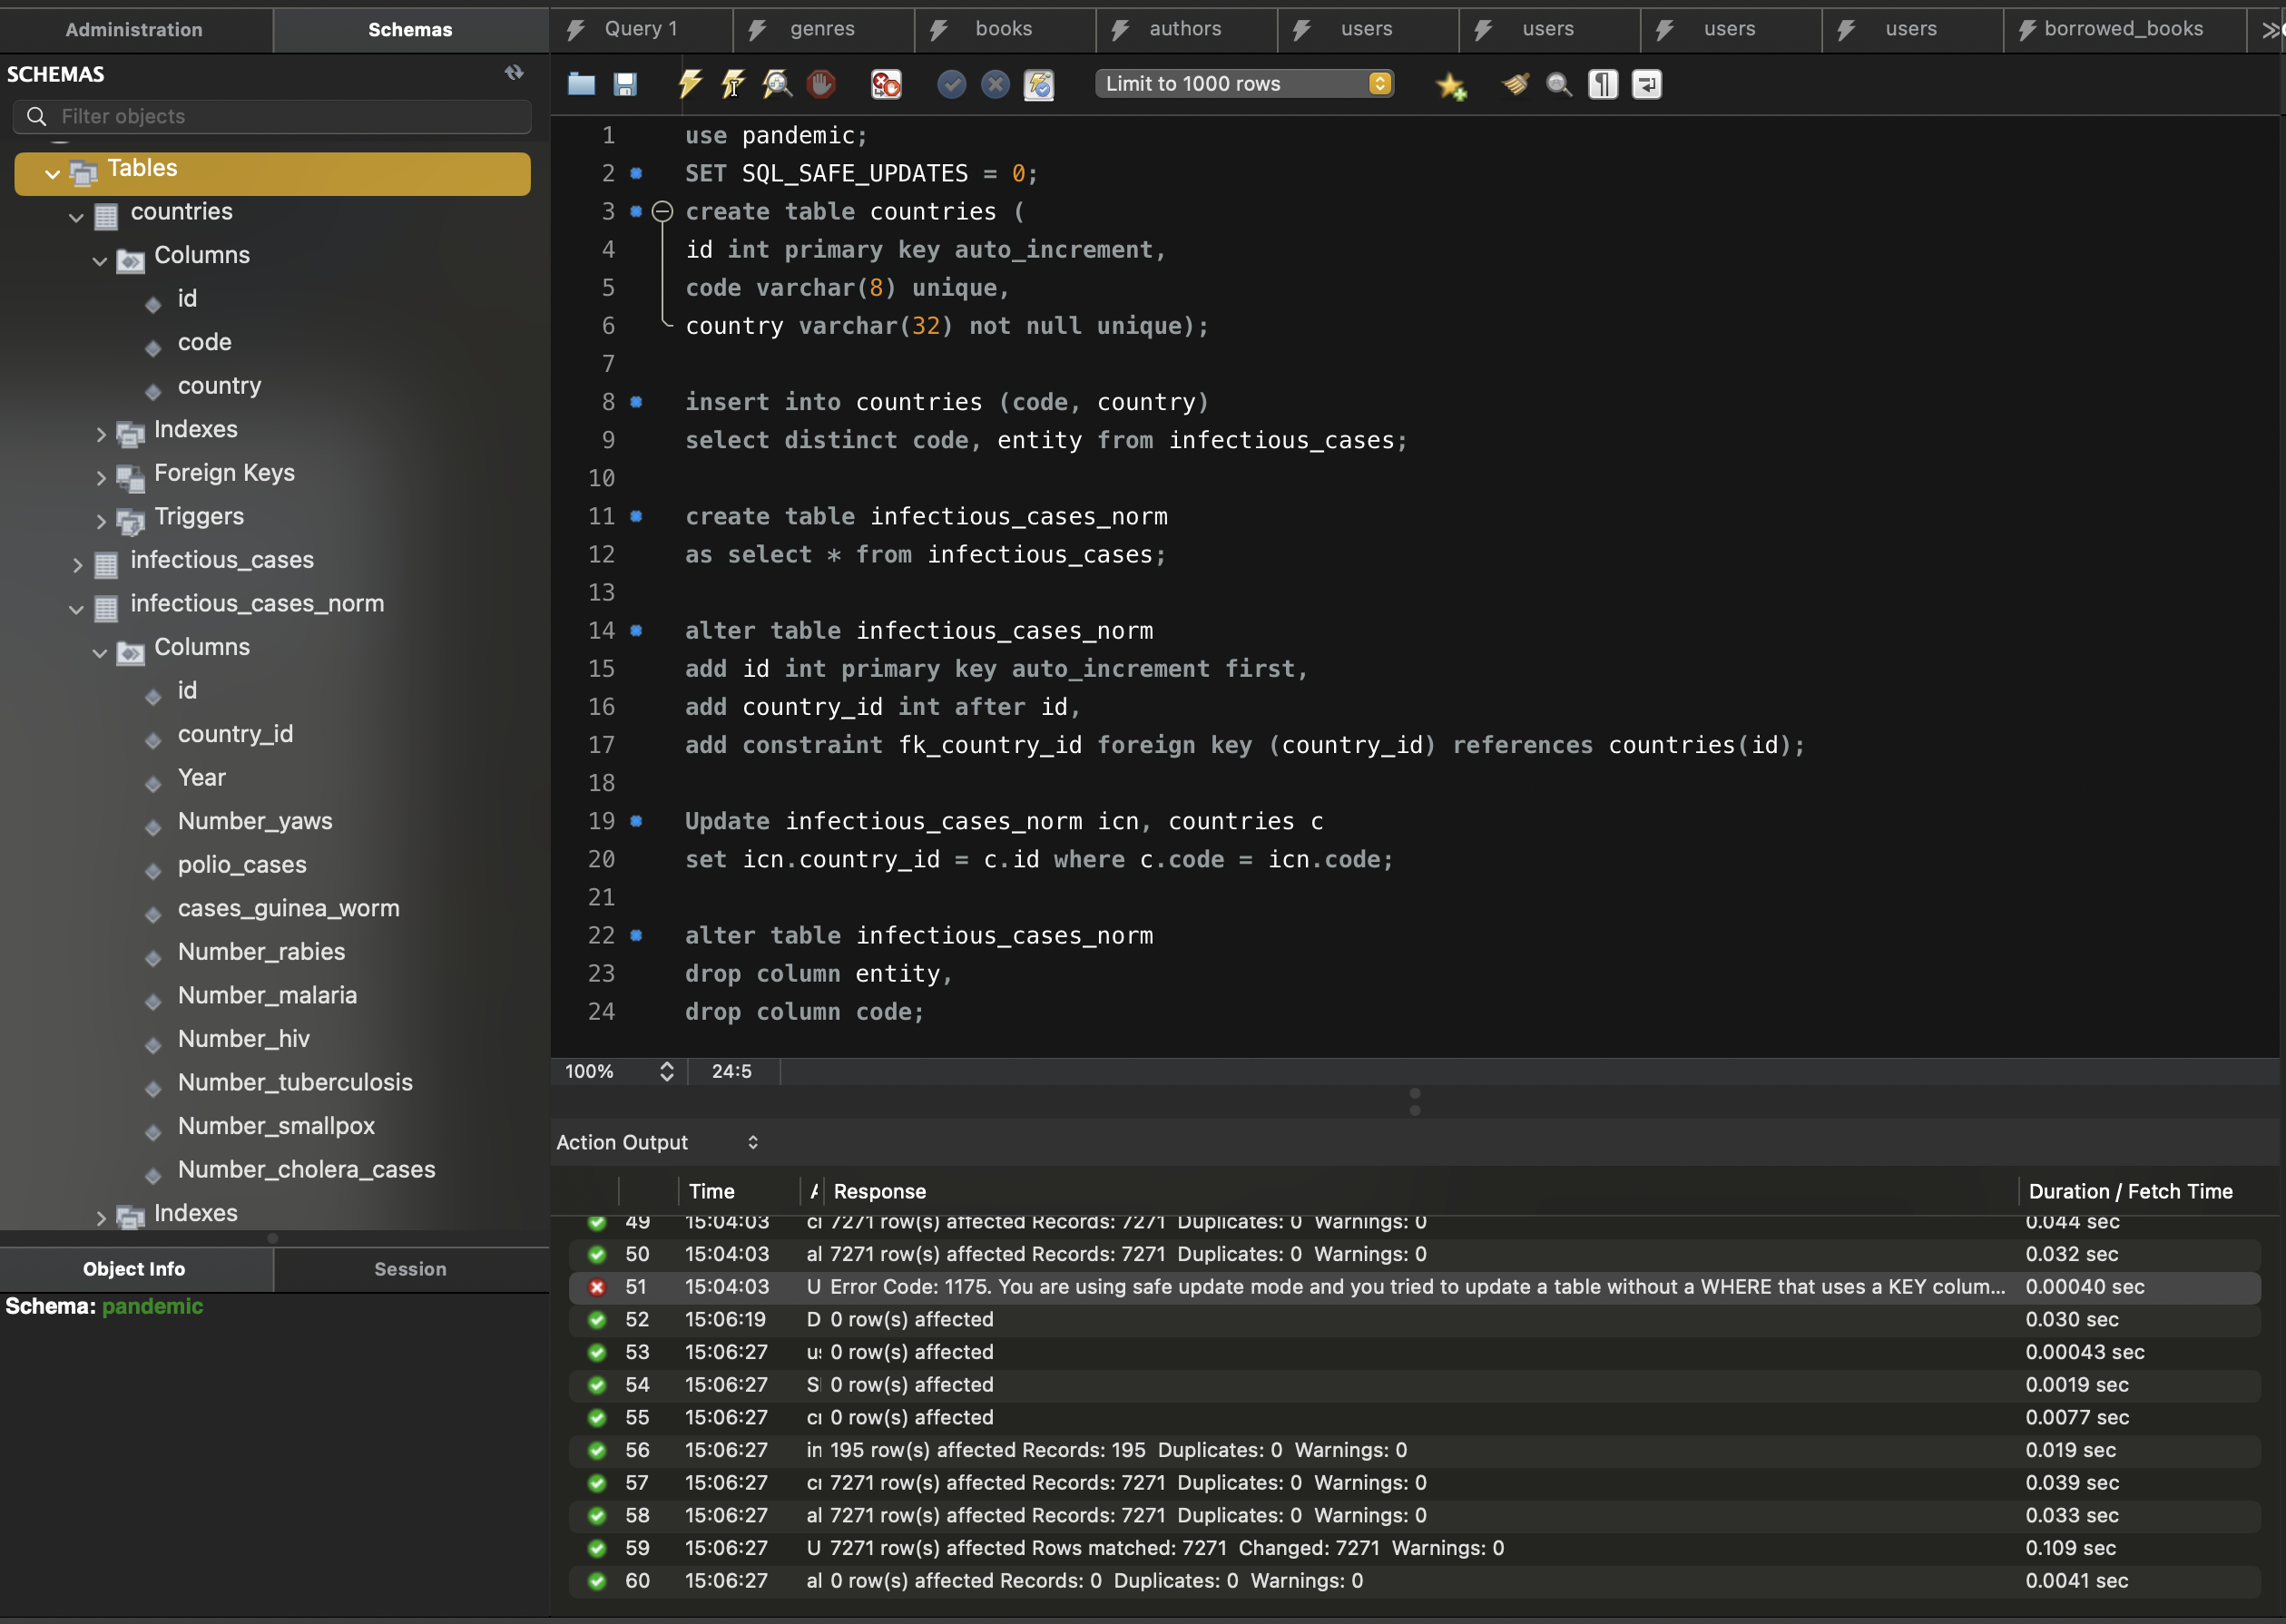 Administration Schemas
Query 1 genres books authors users users users users borrowed_books
SCHEMAS
Filter objects
Limit to 1000 rows
Tables
countries
Columns
id
code
country
Indexes
Foreign Keys
Triggers
infectious_cases
infectious_cases_norm
Columns
id
country_id
Year
Number_yaws
polio_cases
cases_guinea_worm
Number_rabies
Number_malaria
Number_hiv
Number_tuberculosis
Number_smallpox
Number_cholera_cases
Indexes
Object Info Session
Schema: pandemic
1 use pandemic;
2 SET SQL_SAFE_UPDATES = 0;
3 create table countries (
4 id int primary key auto_increment,
5 code varchar(8) unique,
6 country varchar(32) not null unique);
7
8 insert into countries (code, country)
9 select distinct code, entity from infectious_cases;
10
11 create table infectious_cases_norm
12 as select * from infectious_cases;
13
14 alter table infectious_cases_norm
15 add id int primary key auto_increment first,
16 add country_id int after id,
17 add constraint fk_country_id foreign key (country_id) references countries(id);
18
19 Update infectious_cases_norm icn, countries c
20 set icn.country_id = c.id where c.code = icn.code;
21
22 alter table infectious_cases_norm
23 drop column entity,
24 drop column code;
100% 24:5
Action Output
Time Response Duration / Fetch Time
49 15:04:03 7271 row(s) affected Records: 7271 Duplicates: 0 Warnings: 0 0.044 sec
50 15:04:03 al 7271 row(s) affected Records: 7271 Duplicates: 0 Warnings: 0 0.032 sec
51 15:04:03 U Error Code: 1175. You are using safe update mode and you tried to update a table without a WHERE that uses a KEY colum... 0.00040 sec
52 15:06:19 D 0 row(s) affected 0.030 sec
53 15:06:27 0 row(s) affected 0.00043 sec
54 15:06:27 S 0 row(s) affected 0.0019 sec
55 15:06:27 0 row(s) affected 0.0077 sec
56 15:06:27 in 195 row(s) affected Records: 195 Duplicates: 0 Warnings: 0 0.019 sec
57 15:06:27 7271 row(s) affected Records: 7271 Duplicates: 0 Warnings: 0 0.039 sec
58 15:06:27 al 7271 row(s) affected Records: 7271 Duplicates: 0 Warnings: 0 0.033 sec
59 15:06:27 U 7271 row(s) affected Rows matched: 7271 Changed: 7271 Warnings: 0 0.109 sec
60 15:06:27 al 0 row(s) affected Records: 0 Duplicates: 0 Warnings: 0 0.0041 sec